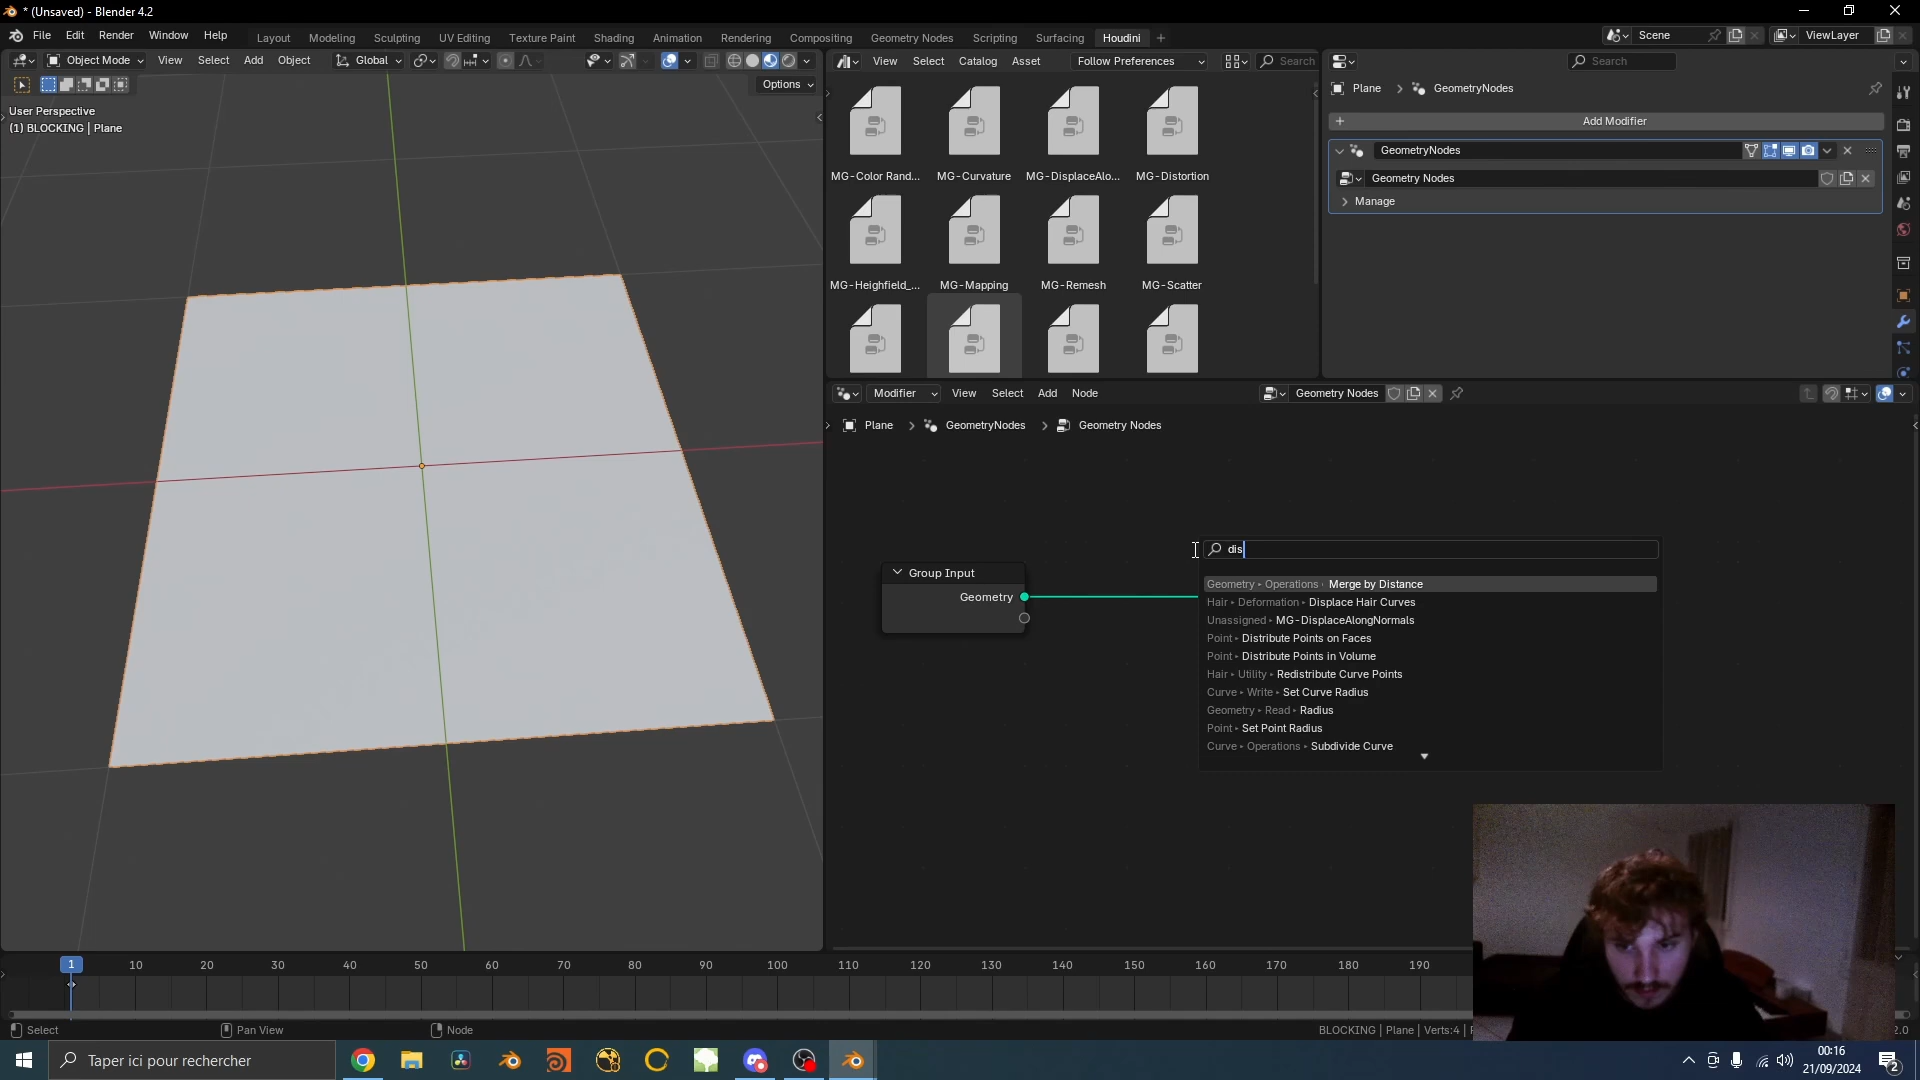 * (Unsaved) - Blender 4.2
File Edit Render Window Help
Layout Modeling Sculpting UV Editing Texture Paint Shading Animation Rendering Compositing Geometry Nodes Scripting Surfacing Houdini +
Scene
ViewLayer
Object Mode View Select Add Object Global
Options
User Perspective
(1) BLOCKING | Plane
View Select Catalog Asset Follow Preferences Search
MG-Color Rand... MG-Curvature MG-DisplaceAlo... MG-Distortion
MG-Heighfield_... MG-Mapping MG-Remesh MG-Scatter
Search
Plane > GeometryNodes
+ Add Modifier
GeometryNodes
Geometry Nodes
Manage
Modifier View Select Add Node Geometry Nodes
Plane > GeometryNodes > Geometry Nodes
Group Input
Geometry
dis
Geometry ▸ Operations ▸ Merge by Distance
Hair ▸ Deformation ▸ Displace Hair Curves
Unassigned ▸ MG-DisplaceAlongNormals
Point ▸ Distribute Points on Faces
Point ▸ Distribute Points in Volume
Hair ▸ Utility ▸ Redistribute Curve Points
Curve ▸ Write ▸ Set Curve Radius
Geometry ▸ Read ▸ Radius
Point ▸ Set Point Radius
Curve ▸ Operations ▸ Subdivide Curve
1 10 20 30 40 50 60 70 80 90 100 110 120 130 140 150 160 170 180 190
Select Pan View Node
BLOCKING | Plane | Verts:4 |
2.0
Taper ici pour rechercher
00:16
21/09/2024
2